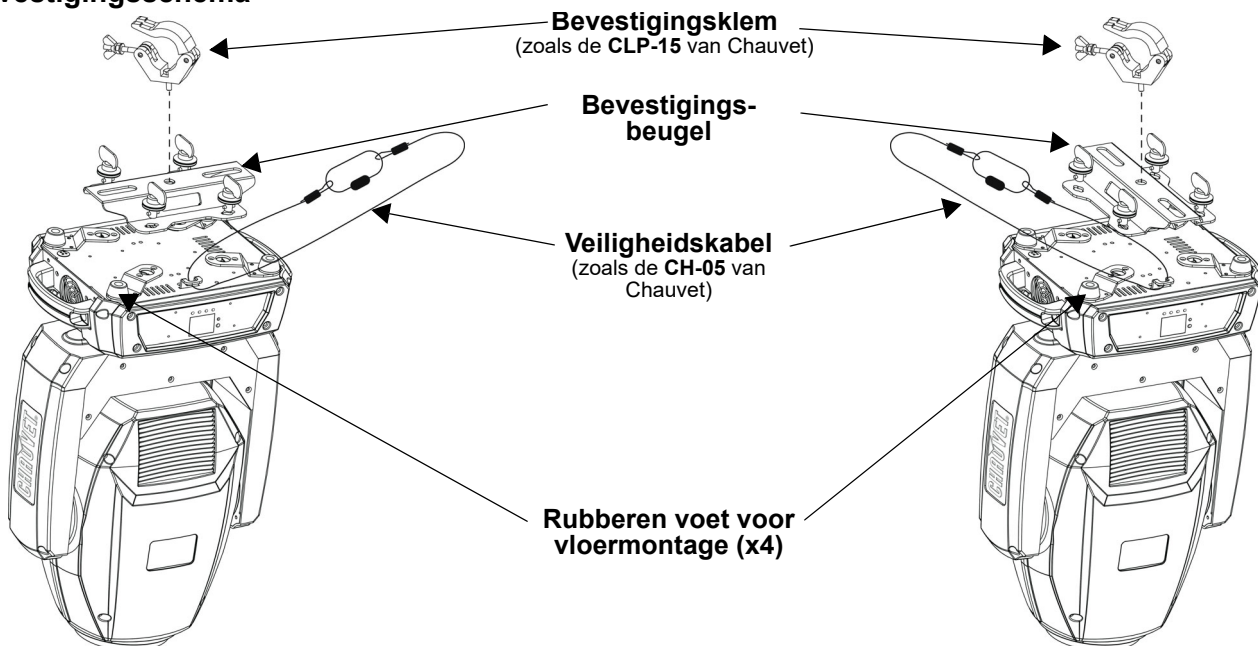 vestigingsschema
Bevestigingsklem
(zoals de CLP-15 van Chauvet)
Bevestigings-
beugel
Veiligheidskabel
(zoals de CH-05 van
Chauvet)
Rubberen voet voor
vloermontage (x4)
CHAUVET
CHAUVET